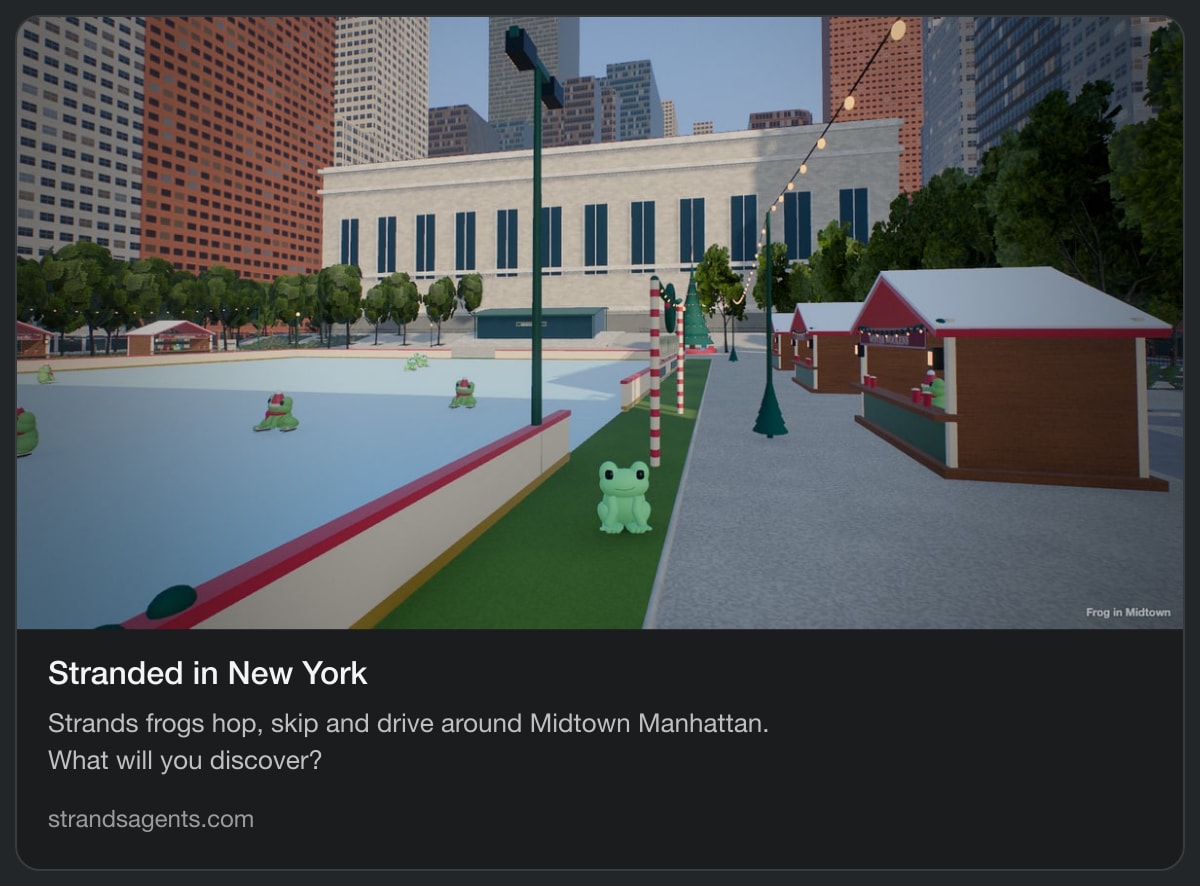 Frog in Midtown
Stranded in New York
Strands frogs hop, skip and drive around Midtown Manhattan.
What will you discover?
strandsagents.com